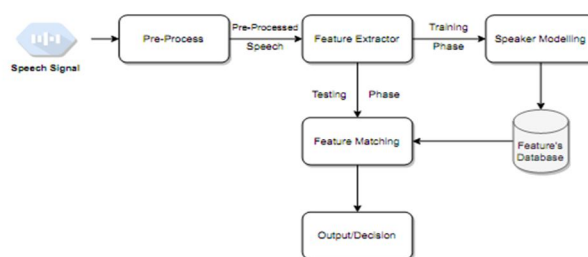 Speech Signal
Pre-Process
Pre-Processed
Speech
Feature Extractor
Training
Phase
Speaker Modelling
Testing Phase
Feature Matching
Feature's
Database
Output/Decision